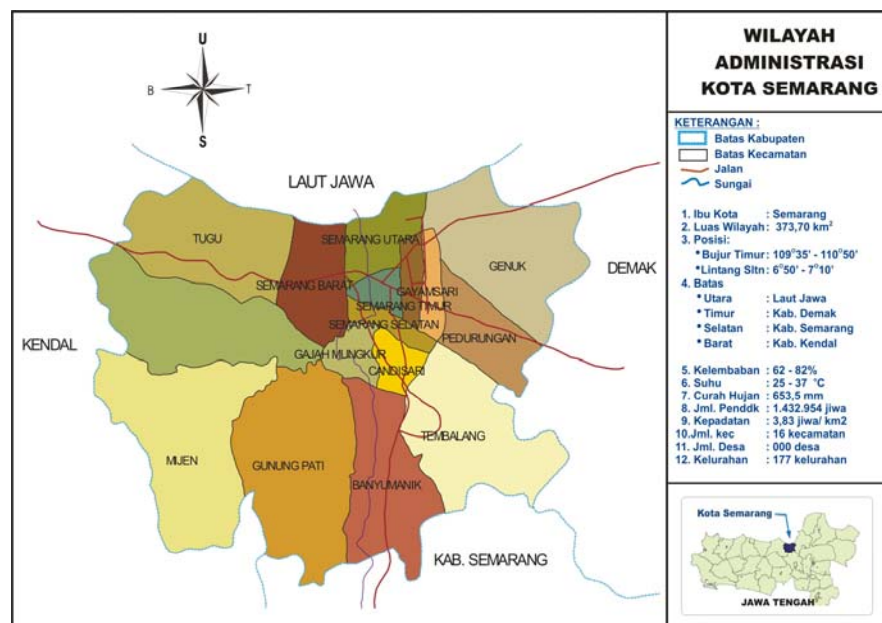 U
B T
S
LAUT JAWA
TUGU
SEMARANG UTARA
GENUK
DEMAK
SEMARANG BARAT
GAYAMSARI
SEMARANG TIMUR
SEMARANG SELATAN
KENDAL
PEDURUNGAN
GAJAH MUNGKUR
CANDISARI
TEMBALANG
MIJEN
GUNUNG PATI
BANYUMANIK
KAB. SEMARANG
WILAYAH
ADMINISTRASI
KOTA SEMARANG
KETERANGAN :
Batas Kabupaten
Batas Kecamatan
Jalan
Sungai
1. Ibu Kota : Semarang
2. Luas Wilayah : 373,70 km²
3. Posisi:
• Bujur Timur: 109°35' - 110°50'
• Lintang Sltn: 6°50' - 7°10'
4. Batas
• Utara : Laut Jawa
• Timur : Kab. Demak
• Selatan : Kab. Semarang
• Barat : Kab. Kendal
5. Kelembaban : 62 - 82%
6. Suhu : 25 - 37 °C
7. Curah Hujan : 653,5 mm
8. Jml. Penddk : 1.432.954 jiwa
9. Kepadatan : 3,83 jiwa/ km2
10.Jml. kec : 16 kecamatan
11. Jml. Desa : 000 desa
12. Kelurahan : 177 kelurahan
Kota Semarang
JAWA TENGAH